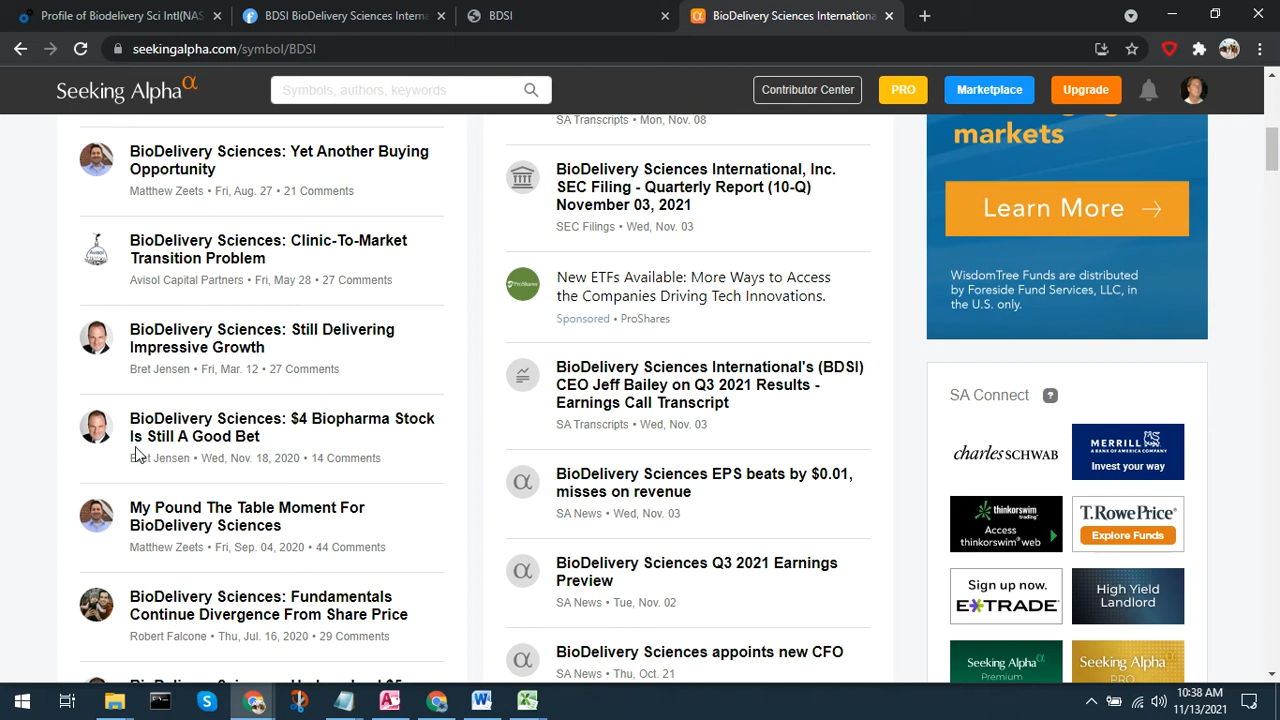 Profile of Biodelivery Sci Intl(NAS
BDSI BioDelivery Sciences Interna
BDSI
BioDelivery Sciences Internationa
seekingalpha.com/symbol/BDSI
Seeking Alpha α
Symbols, authors, keywords
Contributor Center
PRO
Marketplace
Upgrade
BioDelivery Sciences: Yet Another Buying
Opportunity
Matthew Zeets • Fri, Aug. 27 • 21 Comments
BioDelivery Sciences: Clinic-To-Market
Transition Problem
Avisol Capital Partners • Fri, May 28 • 27 Comments
BioDelivery Sciences: Still Delivering
Impressive Growth
Bret Jensen • Fri, Mar. 12 • 27 Comments
BioDelivery Sciences: $4 Biopharma Stock
Is Still A Good Bet
Bret Jensen • Wed, Nov. 18, 2020 • 14 Comments
My Pound The Table Moment For
BioDelivery Sciences
Matthew Zeets • Fri, Sep. 04, 2020 • 44 Comments
BioDelivery Sciences: Fundamentals
Continue Divergence From Share Price
Robert Falcone • Thu, Jul. 16, 2020 • 29 Comments
SA Transcripts • Mon, Nov. 08
BioDelivery Sciences International, Inc.
SEC Filing - Quarterly Report (10-Q)
November 03, 2021
SEC Filings • Wed, Nov. 03
ProShares
New ETFs Available: More Ways to Access
the Companies Driving Tech Innovations.
Sponsored • ProShares
BioDelivery Sciences International's (BDSI)
CEO Jeff Bailey on Q3 2021 Results -
Earnings Call Transcript
SA Transcripts • Wed, Nov. 03
BioDelivery Sciences EPS beats by $0.01,
misses on revenue
SA News • Wed, Nov. 03
BioDelivery Sciences Q3 2021 Earnings
Preview
SA News • Tue, Nov. 02
BioDelivery Sciences appoints new CFO
SA News • Thu, Oct. 21
markets
Learn More →
WisdomTree Funds are distributed
by Foreside Fund Services, LLC, in
the U.S. only.
SA Connect ?
charles SCHWAB
MERRILL
A BANK OF AMERICA COMPANY
Invest your way
thinkorswim
trading
Access
thinkorswim® web
T.RowePrice®
Explore Funds
Sign up now.
E*TRADE®
High Yield
Landlord
Seeking Alpha α
Premium
Seeking Alpha α
PRO
10:38 AM
11/13/2021